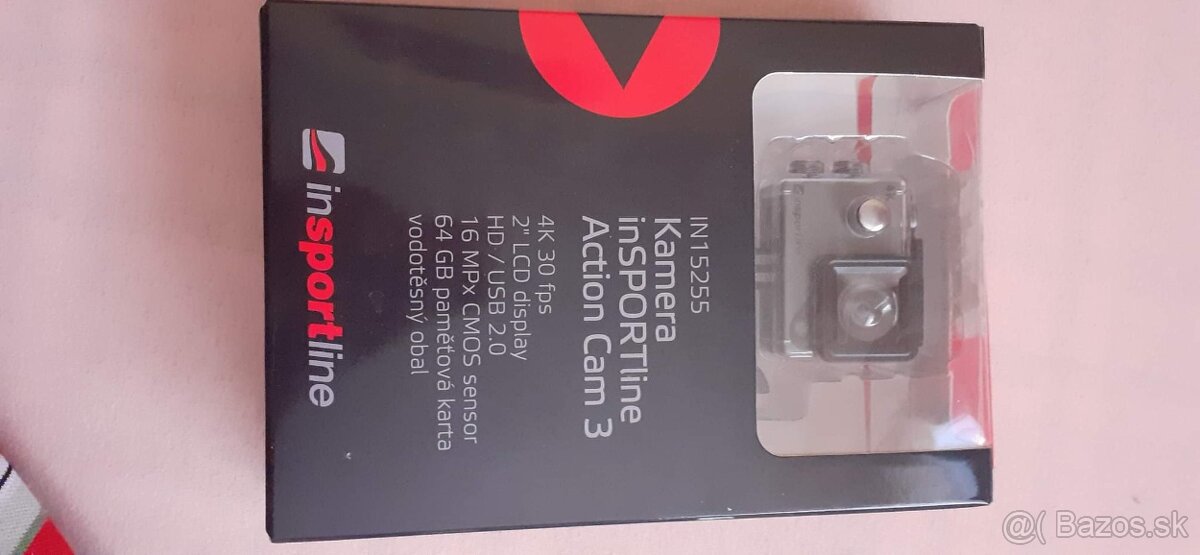 IN15255
Kamera
inSPORTline
Action Cam 3
4K 30 fps
2" LCD display
HD / USB 2.0
16 MPx CMOS sensor
64 GB paměťová karta
vodotěsný obal
insportline
@( Bazos.sk